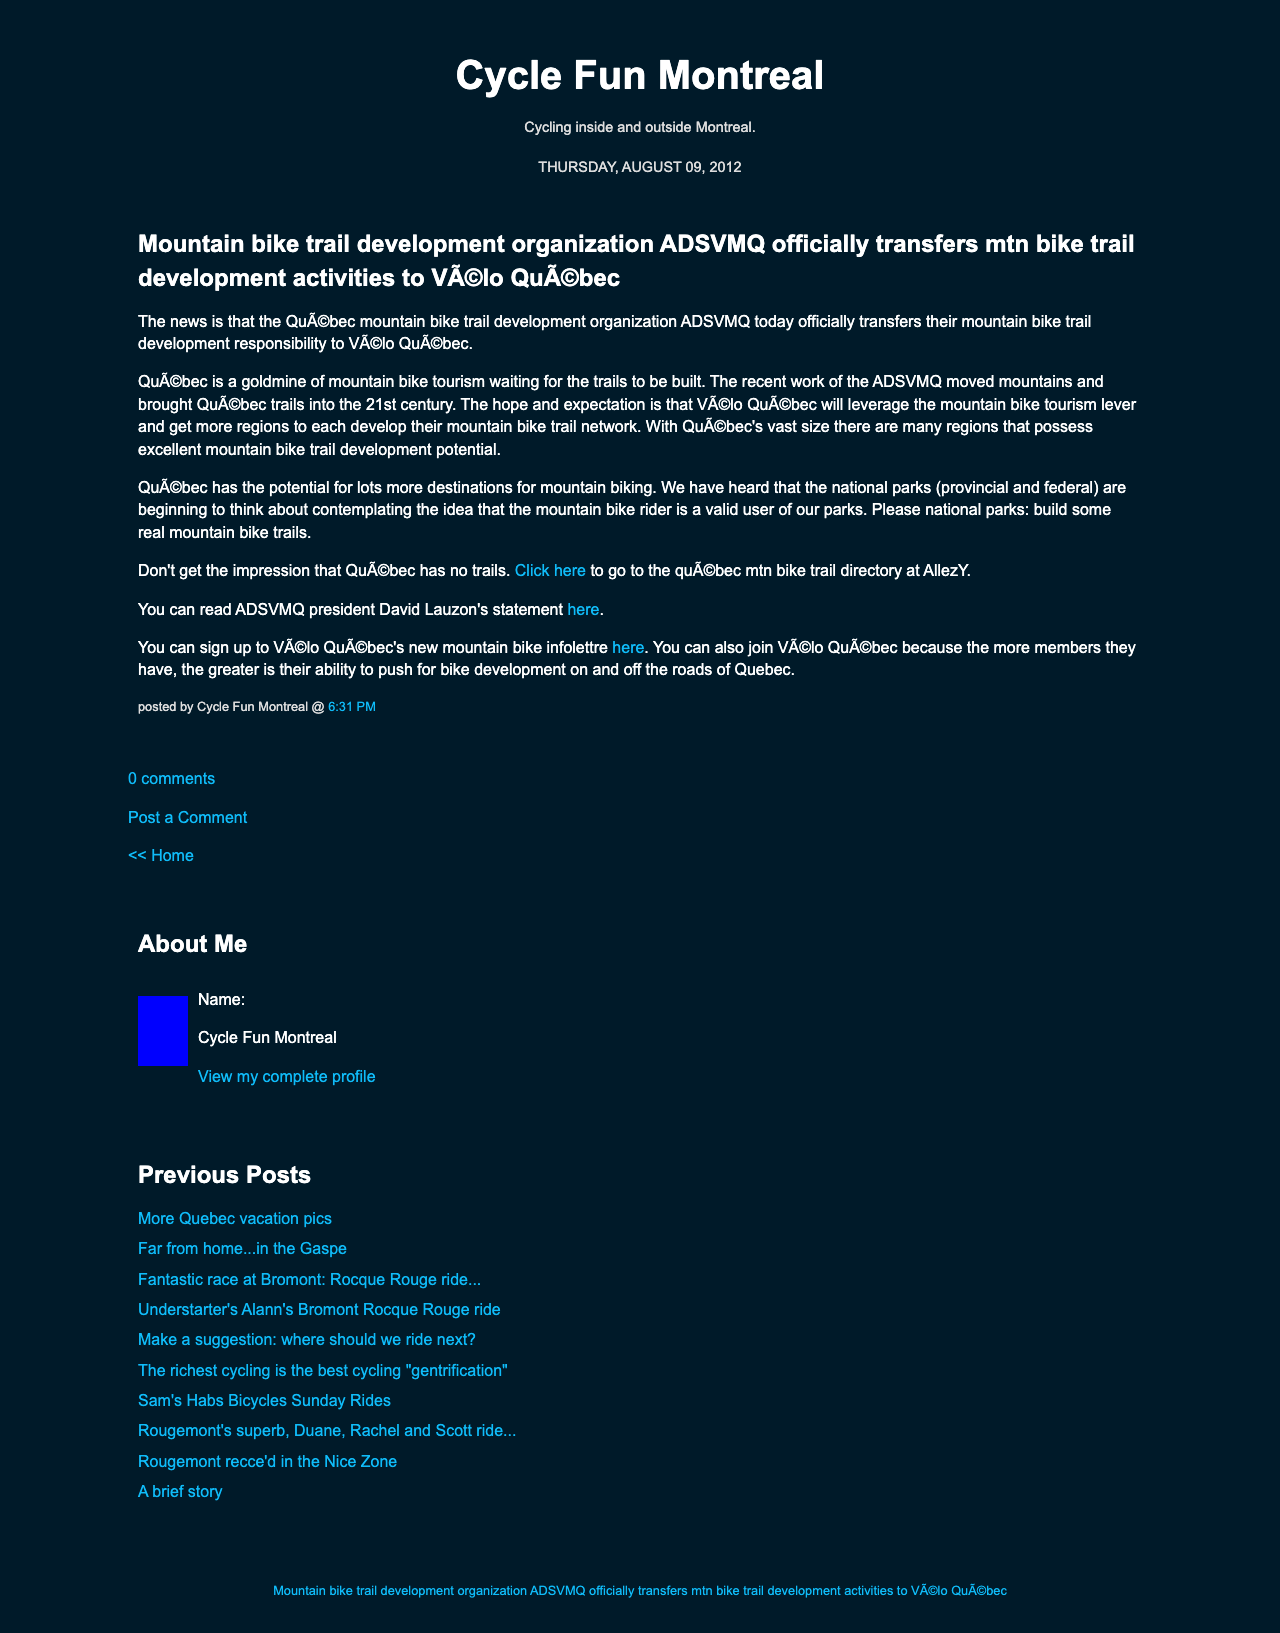 Cycle Fun Montreal
Cycling inside and outside Montreal.
THURSDAY, AUGUST 09, 2012
Mountain bike trail development organization ADSVMQ officially transfers mtn bike trail
development activities to VÃ©lo QuÃ©bec
The news is that the QuÃ©bec mountain bike trail development organization ADSVMQ today officially transfers their mountain bike trail
development responsibility to VÃ©lo QuÃ©bec.
QuÃ©bec is a goldmine of mountain bike tourism waiting for the trails to be built. The recent work of the ADSVMQ moved mountains and
brought QuÃ©bec trails into the 21st century. The hope and expectation is that VÃ©lo QuÃ©bec will leverage the mountain bike tourism lever
and get more regions to each develop their mountain bike trail network. With QuÃ©bec's vast size there are many regions that possess
excellent mountain bike trail development potential.
QuÃ©bec has the potential for lots more destinations for mountain biking. We have heard that the national parks (provincial and federal) are
beginning to think about contemplating the idea that the mountain bike rider is a valid user of our parks. Please national parks: build some
real mountain bike trails.
Don't get the impression that QuÃ©bec has no trails. Click here to go to the quÃ©bec mtn bike trail directory at AllezY.
You can read ADSVMQ president David Lauzon's statement here.
You can sign up to VÃ©lo QuÃ©bec's new mountain bike infolettre here. You can also join VÃ©lo QuÃ©bec because the more members they
have, the greater is their ability to push for bike development on and off the roads of Quebec.
posted by Cycle Fun Montreal @ 6:31 PM
0 comments
Post a Comment
<< Home
About Me
Name:
Cycle Fun Montreal
View my complete profile
Previous Posts
More Quebec vacation pics
Far from home...in the Gaspe
Fantastic race at Bromont: Rocque Rouge ride...
Understarter's Alann's Bromont Rocque Rouge ride
Make a suggestion: where should we ride next?
The richest cycling is the best cycling "gentrification"
Sam's Habs Bicycles Sunday Rides
Rougemont's superb, Duane, Rachel and Scott ride...
Rougemont recce'd in the Nice Zone
A brief story
Mountain bike trail development organization ADSVMQ officially transfers mtn bike trail development activities to VÃ©lo QuÃ©bec